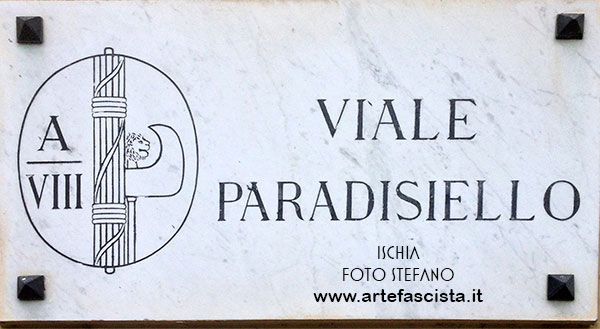 A
VIII
VIALE
PARADISIELLO
ISCHIA
FOTO STEFANO
www.artefascista.it